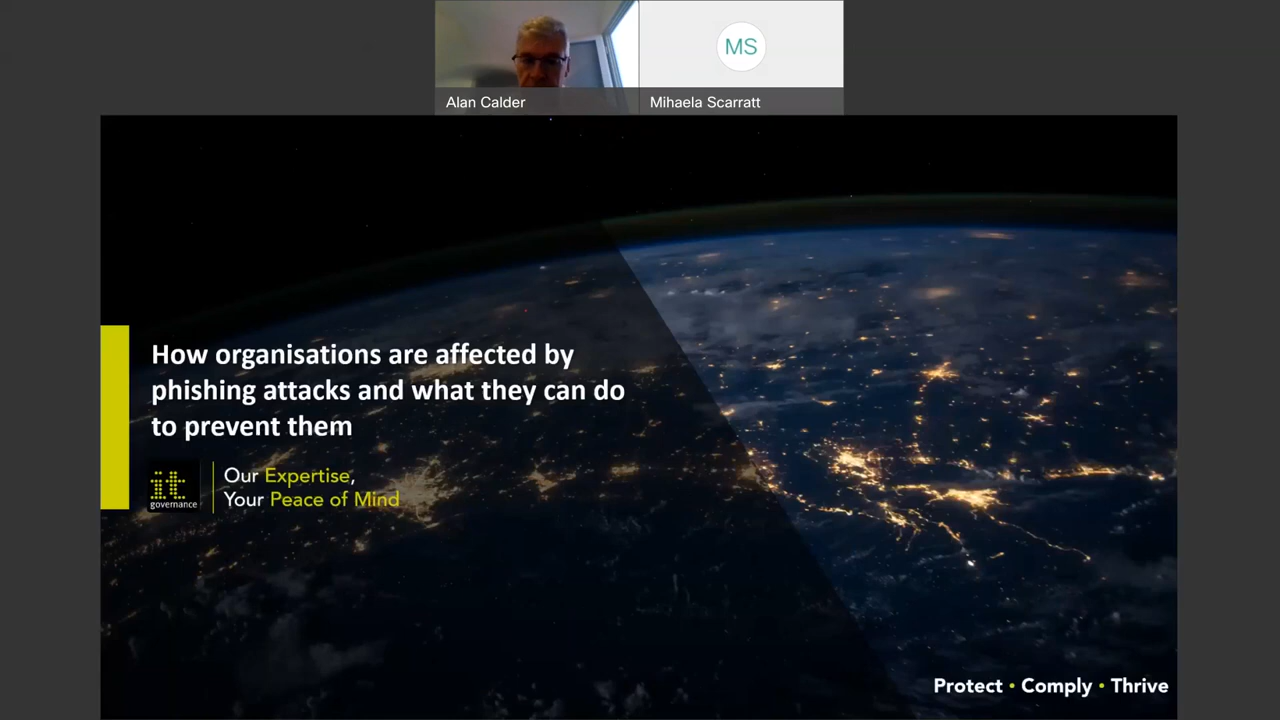 MS
Alan Calder
Mihaela Scarratt
How organisations are affected by
phishing attacks and what they can do
to prevent them
it
governance
Our Expertise,
Your Peace of Mind
Protect • Comply • Thrive